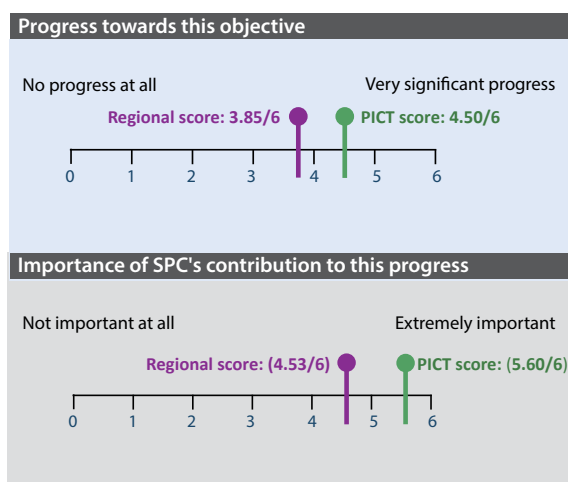 Progress towards this objective
No progress at all Very significant progress
Regional score: 3.85/6 PICT score: 4.50/6
0 1 2 3 4 5 6
Importance of SPC's contribution to this progress
Not important at all Extremely important
Regional score: (4.53/6) PICT score: (5.60/6)
0 1 2 3 4 5 6